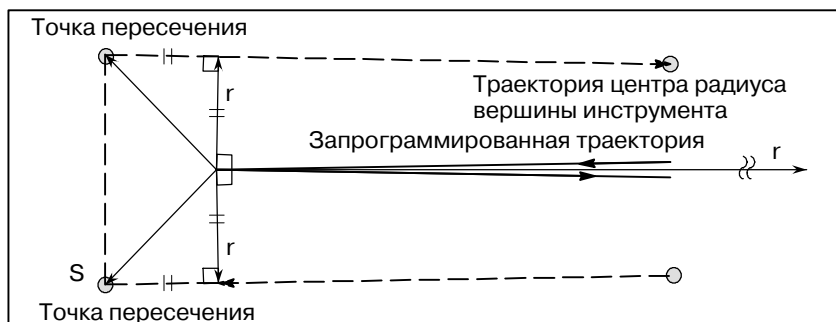 Точка пересечения
r
Траектория центра радиуса
вершины инструмента
Запрограммированная траектория
r
r
S
Точка пересечения